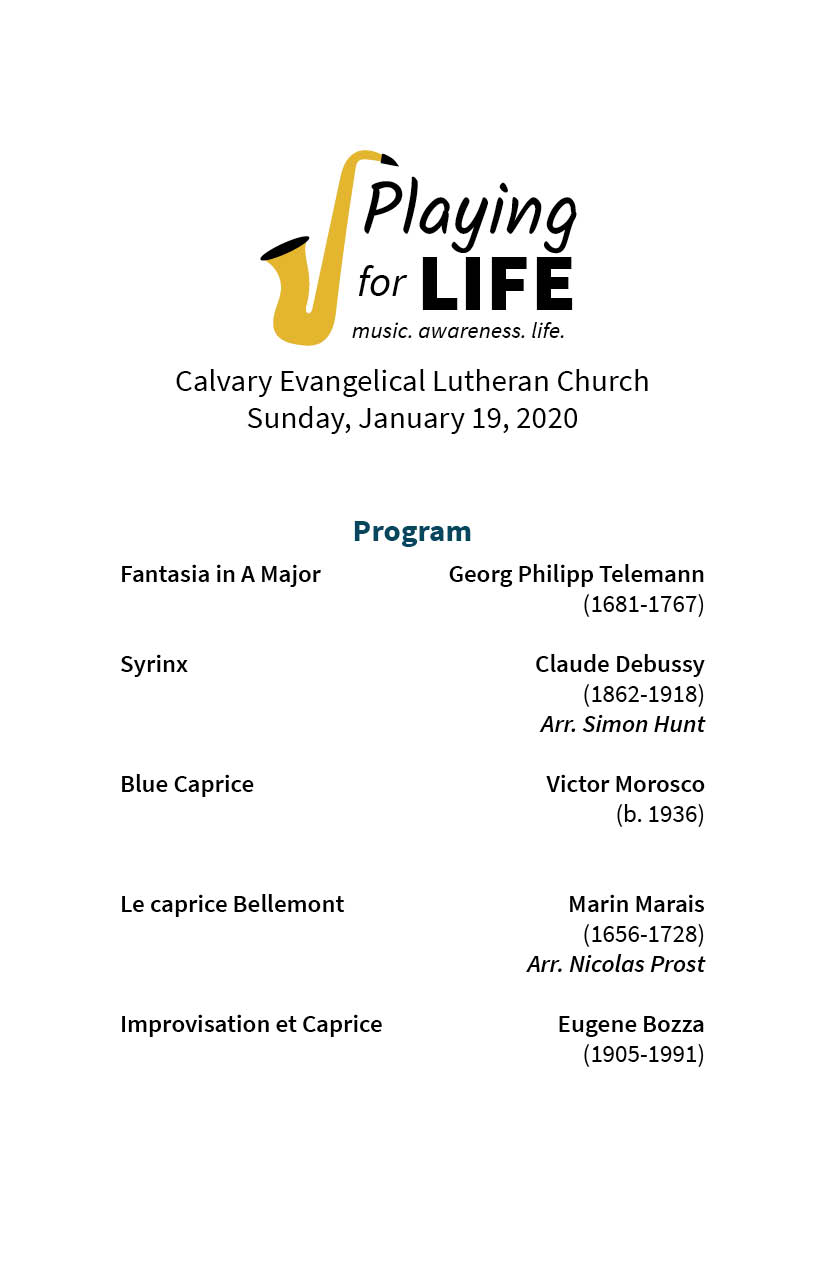 Playing
for LIFE
music. awareness. life.
Calvary Evangelical Lutheran Church
Sunday, January 19, 2020
Program
Fantasia in A Major Georg Philipp Telemann
(1681-1767)
Syrinx Claude Debussy
(1862-1918)
Arr. Simon Hunt
Blue Caprice Victor Morosco
(b. 1936)
Le caprice Bellemont Marin Marais
(1656-1728)
Arr. Nicolas Prost
Improvisation et Caprice Eugene Bozza
(1905-1991)